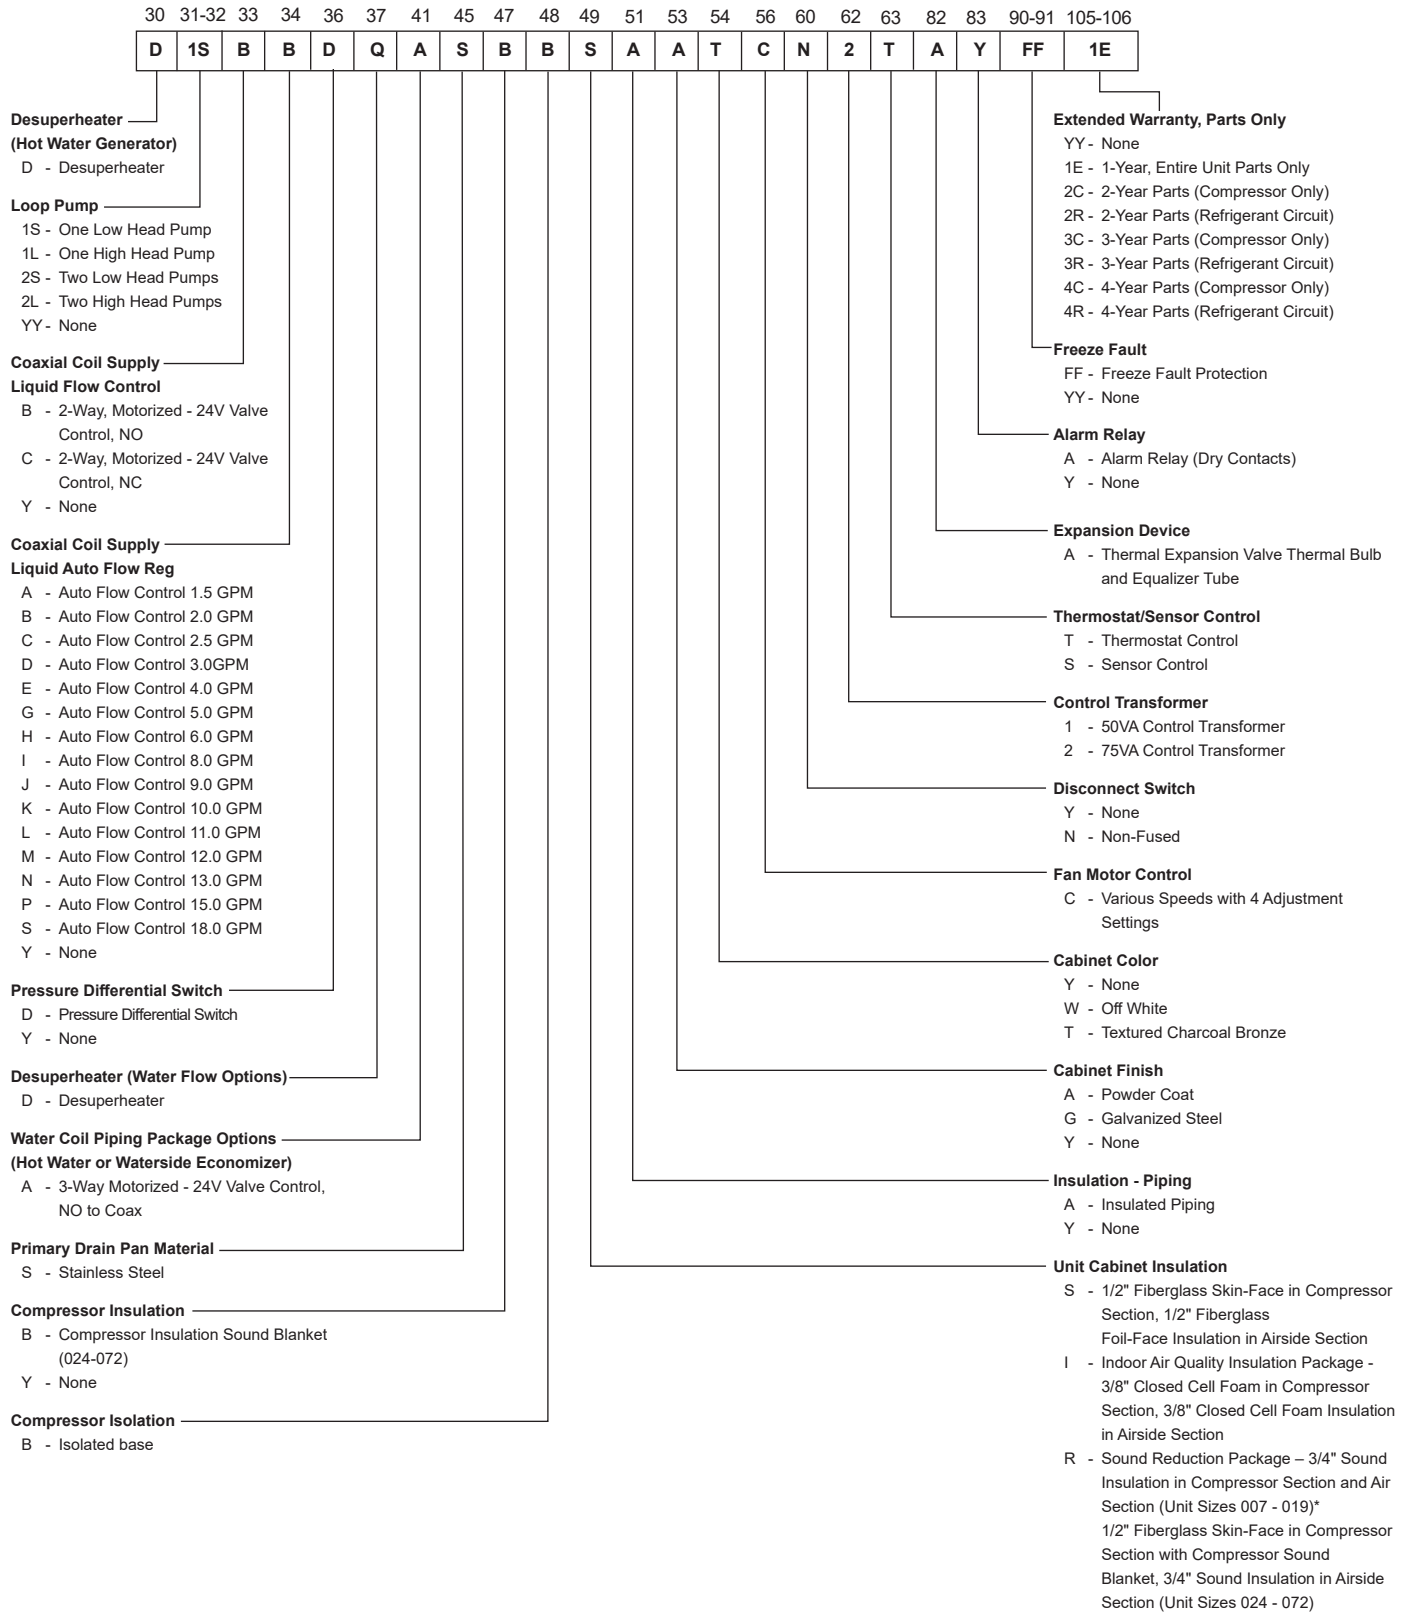 30 31-32 33 34 36 37 41 45 47 48 49 51 53 54 56 60 62 63 82 83 90-91 105-106
D 1S B B D Q A S B B S A A T C N 2 T A Y FF 1E
Desuperheater
(Hot Water Generator)
D - Desuperheater
Loop Pump
1S - One Low Head Pump
1L - One High Head Pump
2S - Two Low Head Pumps
2L - Two High Head Pumps
YY - None
Coaxial Coil Supply
Liquid Flow Control
B - 2-Way, Motorized - 24V Valve
Control, NO
C - 2-Way, Motorized - 24V Valve
Control, NC
Y - None
Coaxial Coil Supply
Liquid Auto Flow Reg
A - Auto Flow Control 1.5 GPM
B - Auto Flow Control 2.0 GPM
C - Auto Flow Control 2.5 GPM
D - Auto Flow Control 3.0GPM
E - Auto Flow Control 4.0 GPM
G - Auto Flow Control 5.0 GPM
H - Auto Flow Control 6.0 GPM
I - Auto Flow Control 8.0 GPM
J - Auto Flow Control 9.0 GPM
K - Auto Flow Control 10.0 GPM
L - Auto Flow Control 11.0 GPM
M - Auto Flow Control 12.0 GPM
N - Auto Flow Control 13.0 GPM
P - Auto Flow Control 15.0 GPM
S - Auto Flow Control 18.0 GPM
Y - None
Pressure Differential Switch
D - Pressure Differential Switch
Y - None
Desuperheater (Water Flow Options)
D - Desuperheater
Water Coil Piping Package Options
(Hot Water or Waterside Economizer)
A - 3-Way Motorized - 24V Valve Control,
NO to Coax
Primary Drain Pan Material
S - Stainless Steel
Compressor Insulation
B - Compressor Insulation Sound Blanket
(024-072)
Y - None
Compressor Isolation
B - Isolated base
Extended Warranty, Parts Only
YY - None
1E - 1-Year, Entire Unit Parts Only
2C - 2-Year Parts (Compressor Only)
2R - 2-Year Parts (Refrigerant Circuit)
3C - 3-Year Parts (Compressor Only)
3R - 3-Year Parts (Refrigerant Circuit)
4C - 4-Year Parts (Compressor Only)
4R - 4-Year Parts (Refrigerant Circuit)
Freeze Fault
FF - Freeze Fault Protection
YY - None
Alarm Relay
A - Alarm Relay (Dry Contacts)
Y - None
Expansion Device
A - Thermal Expansion Valve Thermal Bulb
and Equalizer Tube
Thermostat/Sensor Control
T - Thermostat Control
S - Sensor Control
Control Transformer
1 - 50VA Control Transformer
2 - 75VA Control Transformer
Disconnect Switch
Y - None
N - Non-Fused
Fan Motor Control
C - Various Speeds with 4 Adjustment
Settings
Cabinet Color
Y - None
W - Off White
T - Textured Charcoal Bronze
Cabinet Finish
A - Powder Coat
G - Galvanized Steel
Y - None
Insulation - Piping
A - Insulated Piping
Y - None
Unit Cabinet Insulation
S - 1/2" Fiberglass Skin-Face in Compressor
Section, 1/2" Fiberglass
Foil-Face Insulation in Airside Section
I - Indoor Air Quality Insulation Package -
3/8" Closed Cell Foam in Compressor
Section, 3/8" Closed Cell Foam Insulation
in Airside Section
R - Sound Reduction Package – 3/4" Sound
Insulation in Compressor Section and Air
Section (Unit Sizes 007 - 019)*
1/2" Fiberglass Skin-Face in Compressor
Section with Compressor Sound
Blanket, 3/4" Sound Insulation in Airside
Section (Unit Sizes 024 - 072)